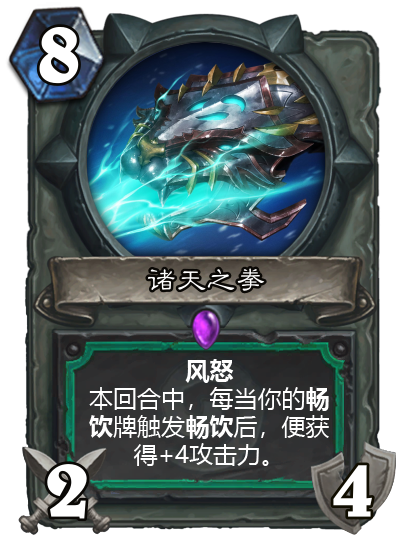 8
诸天之拳
风怒
本回合中，每当你的畅
饮牌触发畅饮后，便获
得+4攻击力。
2
4